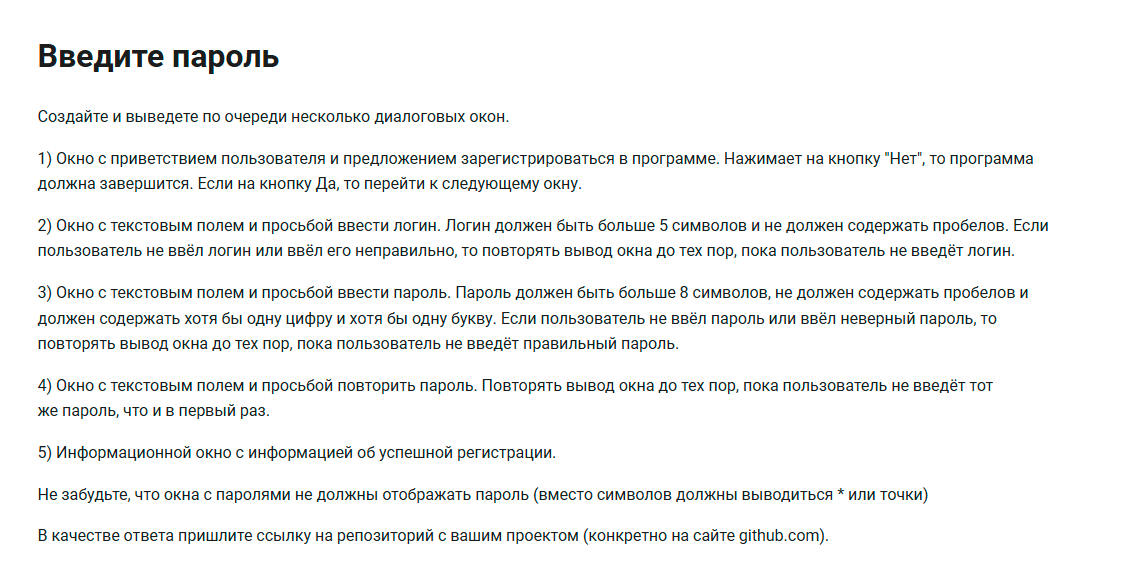 Введите пароль
Создайте и выведете по очереди несколько диалоговых окон.
1) Окно с приветствием пользователя и предложением зарегистрироваться в программе. Нажимает на кнопку "Нет", то программа
должна завершится. Если на кнопку Да, то перейти к следующему окну.
2) Окно с текстовым полем и просьбой ввести логин. Логин должен быть больше 5 символов и не должен содержать пробелов. Если
пользователь не ввёл логин или ввёл его неправильно, то повторять вывод окна до тех пор, пока пользователь не введёт логин.
3) Окно с текстовым полем и просьбой ввести пароль. Пароль должен быть больше 8 символов, не должен содержать пробелов и
должен содержать хотя бы одну цифру и хотя бы одну букву. Если пользователь не ввёл пароль или ввёл неверный пароль, то
повторять вывод окна до тех пор, пока пользователь не введёт правильный пароль.
4) Окно с текстовым полем и просьбой повторить пароль. Повторять вывод окна до тех пор, пока пользователь не введёт тот
же пароль, что и в первый раз.
5) Информационной окно с информацией об успешной регистрации.
Не забудьте, что окна с паролями не должны отображать пароль (вместо символов должны выводиться * или точки)
В качестве ответа пришлите ссылку на репозиторий с вашим проектом (конкретно на сайте github.com).